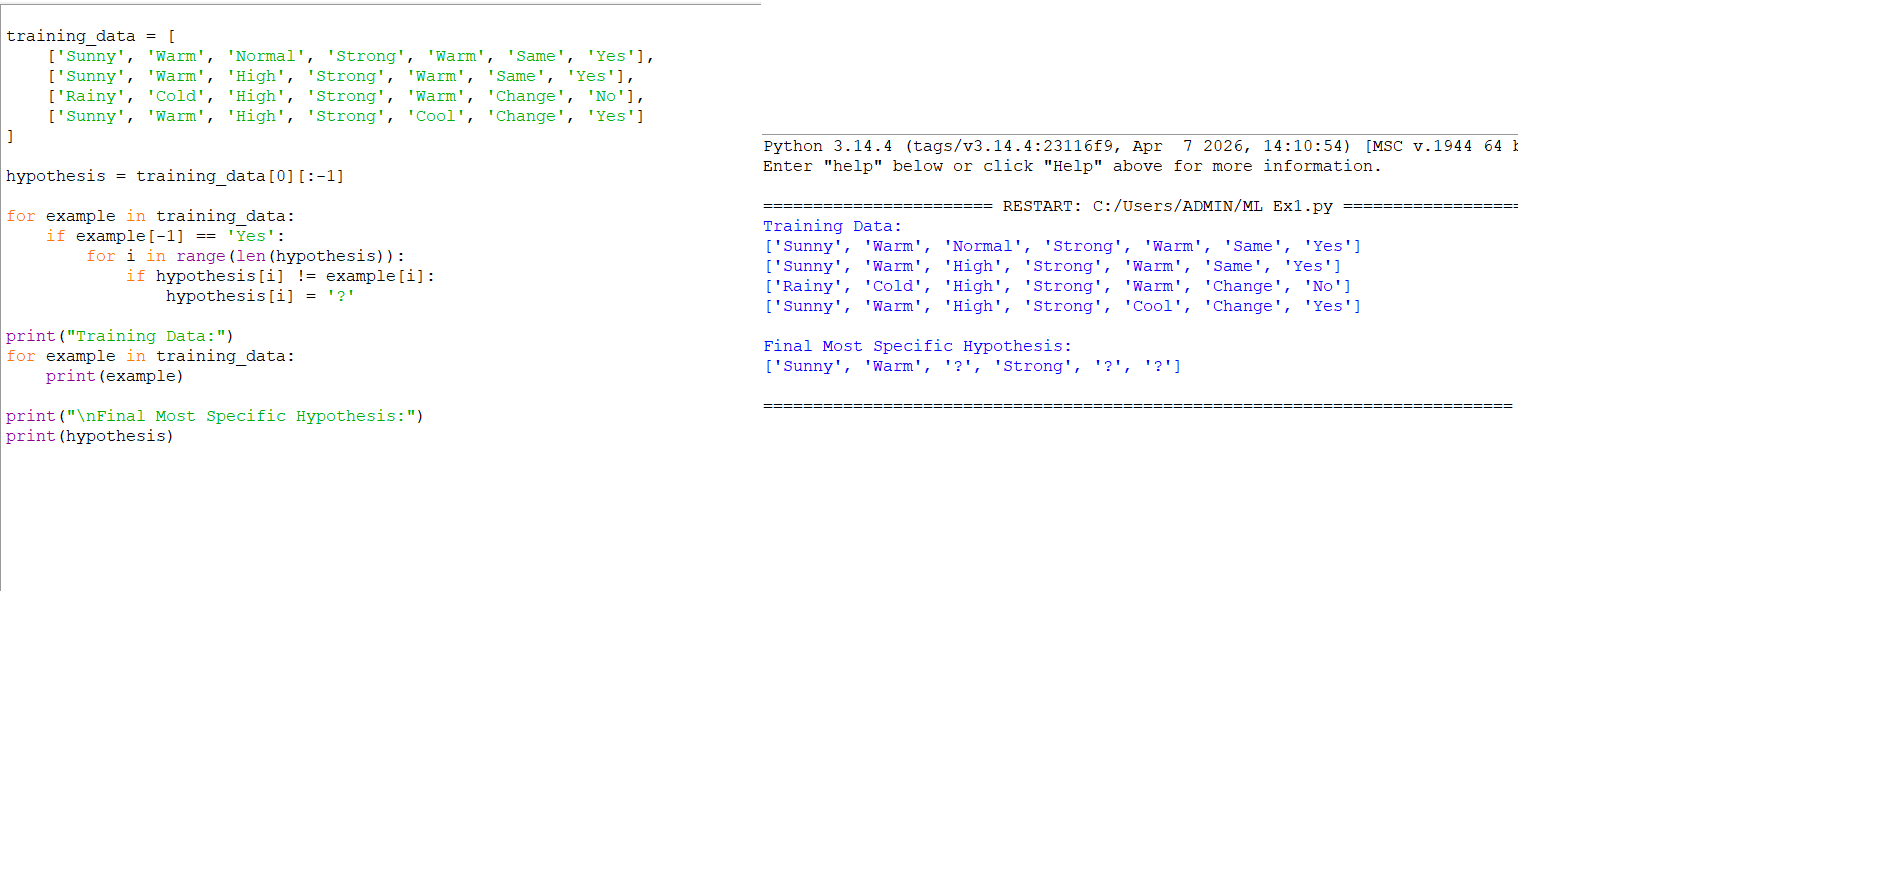 training_data = [
    ['Sunny', 'Warm', 'Normal', 'Strong', 'Warm', 'Same', 'Yes'],
    ['Sunny', 'Warm', 'High', 'Strong', 'Warm', 'Same', 'Yes'],
    ['Rainy', 'Cold', 'High', 'Strong', 'Warm', 'Change', 'No'],
    ['Sunny', 'Warm', 'High', 'Strong', 'Cool', 'Change', 'Yes']
]

hypothesis = training_data[0][:-1]

for example in training_data:
    if example[-1] == 'Yes':
        for i in range(len(hypothesis)):
            if hypothesis[i] != example[i]:
                hypothesis[i] = '?'

print("Training Data:")
for example in training_data:
    print(example)

print("\nFinal Most Specific Hypothesis:")
print(hypothesis)

Python 3.14.4 (tags/v3.14.4:23116f9, Apr  7 2026, 14:10:54) [MSC v.1944 64
Enter "help" below or click "Help" above for more information.

======================= RESTART: C:/Users/ADMIN/ML Ex1.py ==================
Training Data:
['Sunny', 'Warm', 'Normal', 'Strong', 'Warm', 'Same', 'Yes']
['Sunny', 'Warm', 'High', 'Strong', 'Warm', 'Same', 'Yes']
['Rainy', 'Cold', 'High', 'Strong', 'Warm', 'Change', 'No']
['Sunny', 'Warm', 'High', 'Strong', 'Cool', 'Change', 'Yes']

Final Most Specific Hypothesis:
['Sunny', 'Warm', '?', 'Strong', '?', '?']

===========================================================================